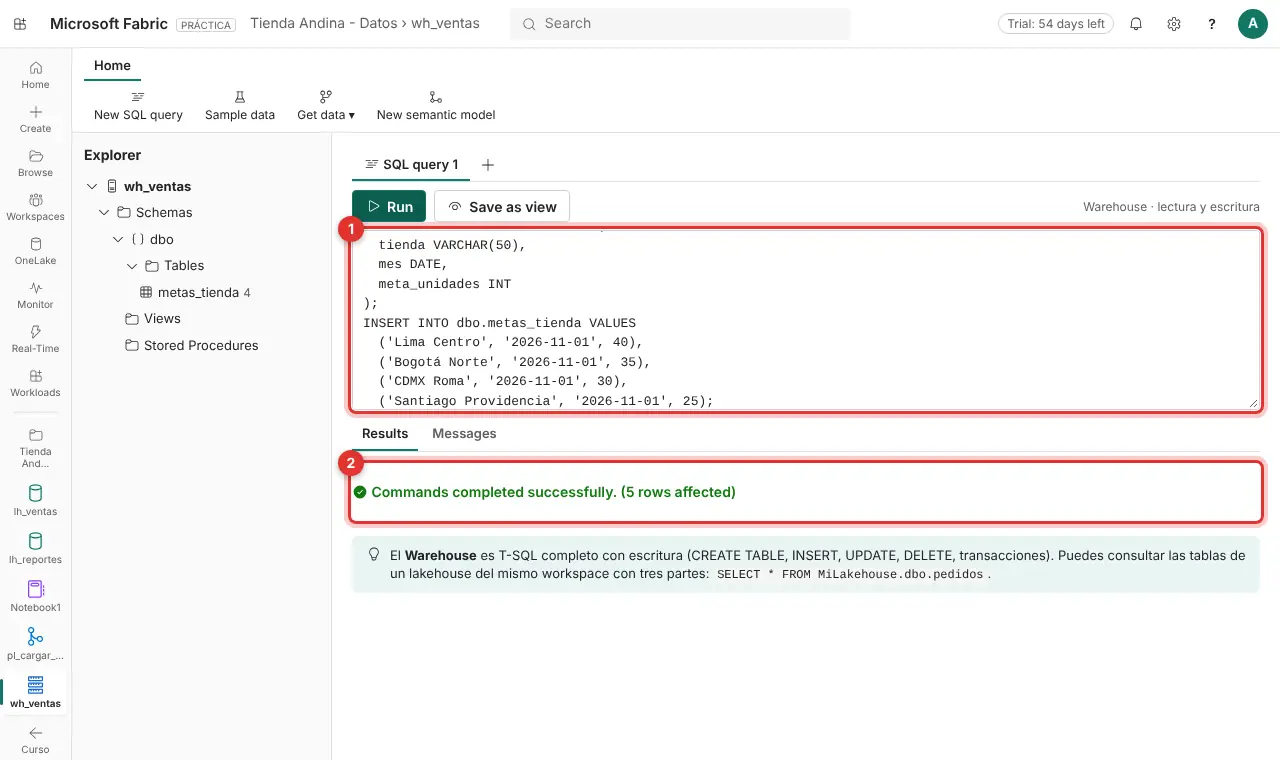 Microsoft Fabric PRÁCTICA Tienda Andina - Datos › wh_ventas
Search
Trial: 54 days left
?
A
Home
Create
Browse
Workspaces
OneLake
Monitor
Real-Time
Workloads
Tienda
And...
lh_ventas
lh_reportes
Notebook1
pl_cargar_...
wh_ventas
Curso
Home
New SQL query
Sample data
Get data ▾
New semantic model
Explorer
wh_ventas
Schemas
dbo
Tables
metas_tienda 4
Views
Stored Procedures
SQL query 1
Run
Save as view
Warehouse · lectura y escritura
1
tienda VARCHAR(50),
mes DATE,
meta_unidades INT
);
INSERT INTO dbo.metas_tienda VALUES
('Lima Centro', '2026-11-01', 40),
('Bogotá Norte', '2026-11-01', 35),
('CDMX Roma', '2026-11-01', 30),
('Santiago Providencia', '2026-11-01', 25);
Results
Messages
2
Commands completed successfully. (5 rows affected)
El Warehouse es T-SQL completo con escritura (CREATE TABLE, INSERT, UPDATE, DELETE, transacciones). Puedes consultar las tablas de
un lakehouse del mismo workspace con tres partes: SELECT * FROM MiLakehouse.dbo.pedidos.